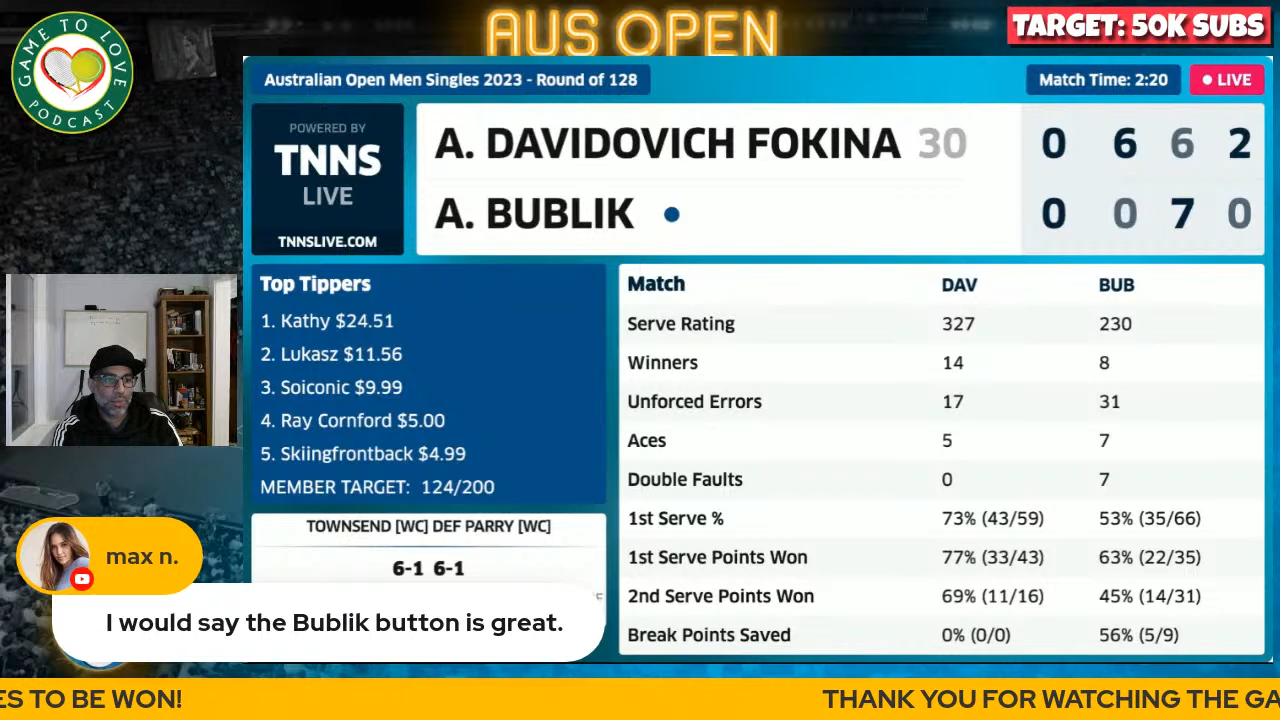 AUS OPEN
TARGET: 50K SUBS
GAME TO LOVE
PODCAST
Australian Open Men Singles 2023 - Round of 128
Match Time: 2:20
LIVE
POWERED BY
TNNS
LIVE
TNNSLIVE.COM
A. DAVIDOVICH FOKINA 30 0 6 6 2
A. BUBLIK 0 0 7 0
Top Tippers
1. Kathy $24.51
2. Lukasz $11.56
3. Soiconic $9.99
4. Ray Cornford $5.00
5. Skiingfrontback $4.99
MEMBER TARGET: 124/200
TOWNSEND [WC] DEF PARRY [WC]
6-1 6-1
Match DAV BUB
Serve Rating 327 230
Winners 14 8
Unforced Errors 17 31
Aces 5 7
Double Faults 0 7
1st Serve % 73% (43/59) 53% (35/66)
1st Serve Points Won 77% (33/43) 63% (22/35)
2nd Serve Points Won 69% (11/16) 45% (14/31)
Break Points Saved 0% (0/0) 56% (5/9)
max n.
I would say the Bublik button is great.
ES TO BE WON!
THANK YOU FOR WATCHING THE GA